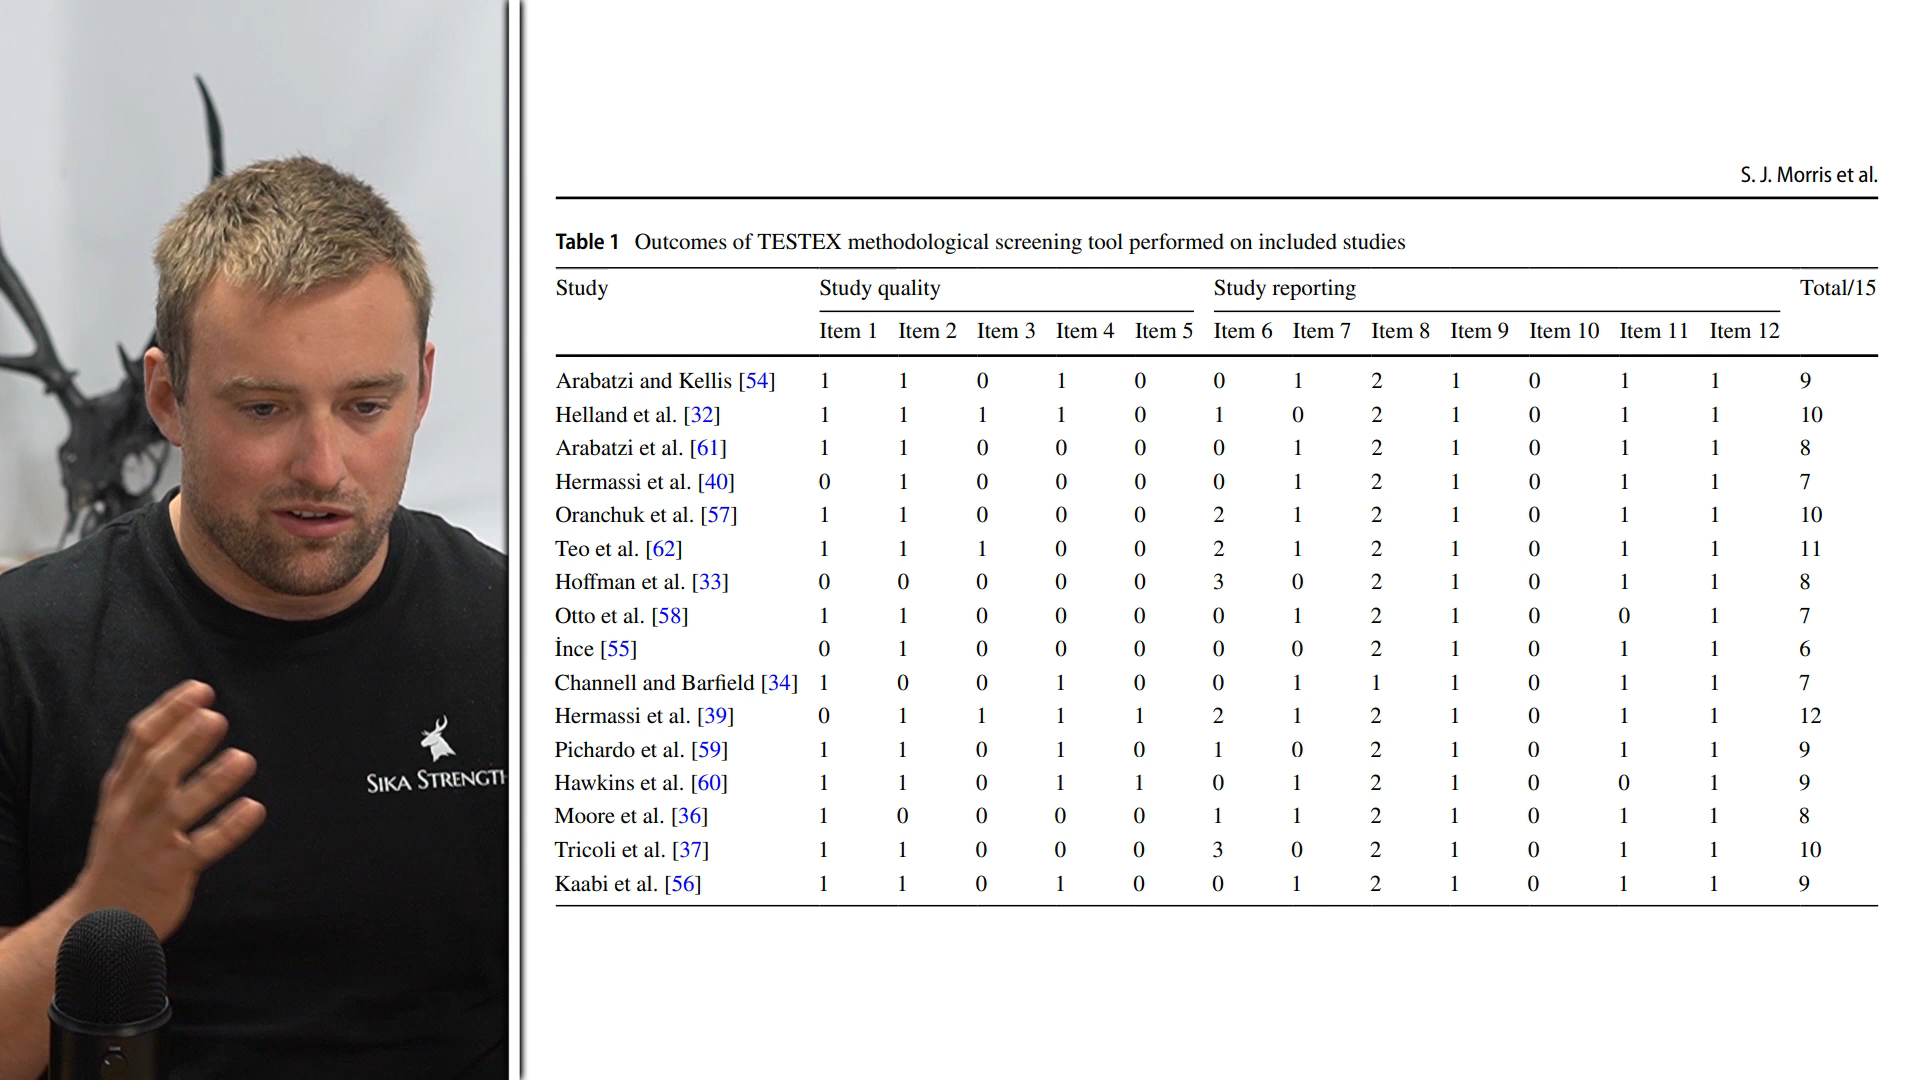 SIKA STRENGTH
S. J. Morris et al.
Table 1 Outcomes of TESTEX methodological screening tool performed on included studies
Study Study quality Study reporting Total/15
Item 1 Item 2 Item 3 Item 4 Item 5 Item 6 Item 7 Item 8 Item 9 Item 10 Item 11 Item 12
Arabatzi and Kellis [54] 1 1 0 1 0 0 1 2 1 0 1 1 9
Helland et al. [32] 1 1 1 1 0 1 0 2 1 0 1 1 10
Arabatzi et al. [61] 1 1 0 0 0 0 1 2 1 0 1 1 8
Hermassi et al. [40] 0 1 0 0 0 0 1 2 1 0 1 1 7
Oranchuk et al. [57] 1 1 0 0 0 2 1 2 1 0 1 1 10
Teo et al. [62] 1 1 1 0 0 2 1 2 1 0 1 1 11
Hoffman et al. [33] 0 0 0 0 0 3 0 2 1 0 1 1 8
Otto et al. [58] 1 1 0 0 0 0 1 2 1 0 0 1 7
İnce [55] 0 1 0 0 0 0 0 2 1 0 1 1 6
Channell and Barfield [34] 1 0 0 1 0 0 1 1 1 0 1 1 7
Hermassi et al. [39] 0 1 1 1 1 2 1 2 1 0 1 1 12
Pichardo et al. [59] 1 1 0 1 0 1 0 2 1 0 1 1 9
Hawkins et al. [60] 1 1 0 1 1 0 1 2 1 0 0 1 9
Moore et al. [36] 1 0 0 0 0 1 1 2 1 0 1 1 8
Tricoli et al. [37] 1 1 0 0 0 3 0 2 1 0 1 1 10
Kaabi et al. [56] 1 1 0 1 0 0 1 2 1 0 1 1 9